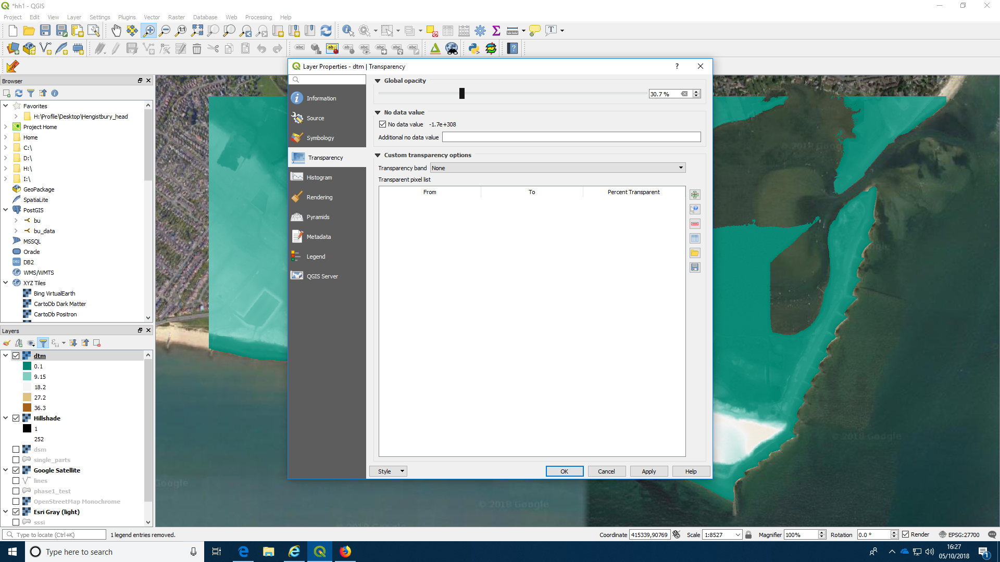 *hh1 - QGIS
Project Edit View Layer Settings Plugins Vector Raster Database Web Processing Help
Browser
Favorites
H:\Profile\Desktop\Hengistbury_head
Project Home
Home
C:\
D:\
H:\
I:\
GeoPackage
SpatiaLite
PostGIS
bu
bu_data
MSSQL
Oracle
DB2
WMS/WMTS
XYZ Tiles
Bing VirtualEarth
CartoDb Dark Matter
CartoDb Positron
Layers
dtm
0.1
9.15
18.2
27.2
36.3
Hillshade
1
252
dsm
single_parts
Google Satellite
lines
phase1_test
OpenStreetMap Monochrome
Esri Gray (light)
sssi
Layer Properties - dtm | Transparency
Information
Source
Symbology
Transparency
Histogram
Rendering
Pyramids
Metadata
Legend
QGIS Server
Global opacity
30.7 %
No data value
No data value -1.7e+308
Additional no data value
Custom transparency options
Transparency band None
Transparent pixel list
From To Percent Transparent
Style OK Cancel Apply Help
© 2018 Google
© 2018 Google
Google
© 2018 Google
Type to locate (Ctrl+K) 1 legend entries removed. Coordinate 415339,90769 Scale 1:8527 Magnifier 100% Rotation 0.0 ° Render EPSG:27700
Type here to search
16:27
05/10/2018
1